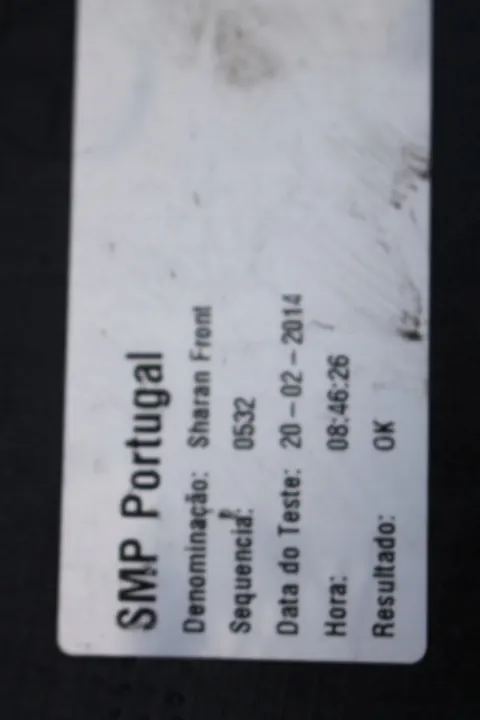 SMP Portugal
Denominação: Sharan Front
Sequencia: 0532
Data do Teste: 20-02-2014
Hora: 08:46:26
Resultado: OK